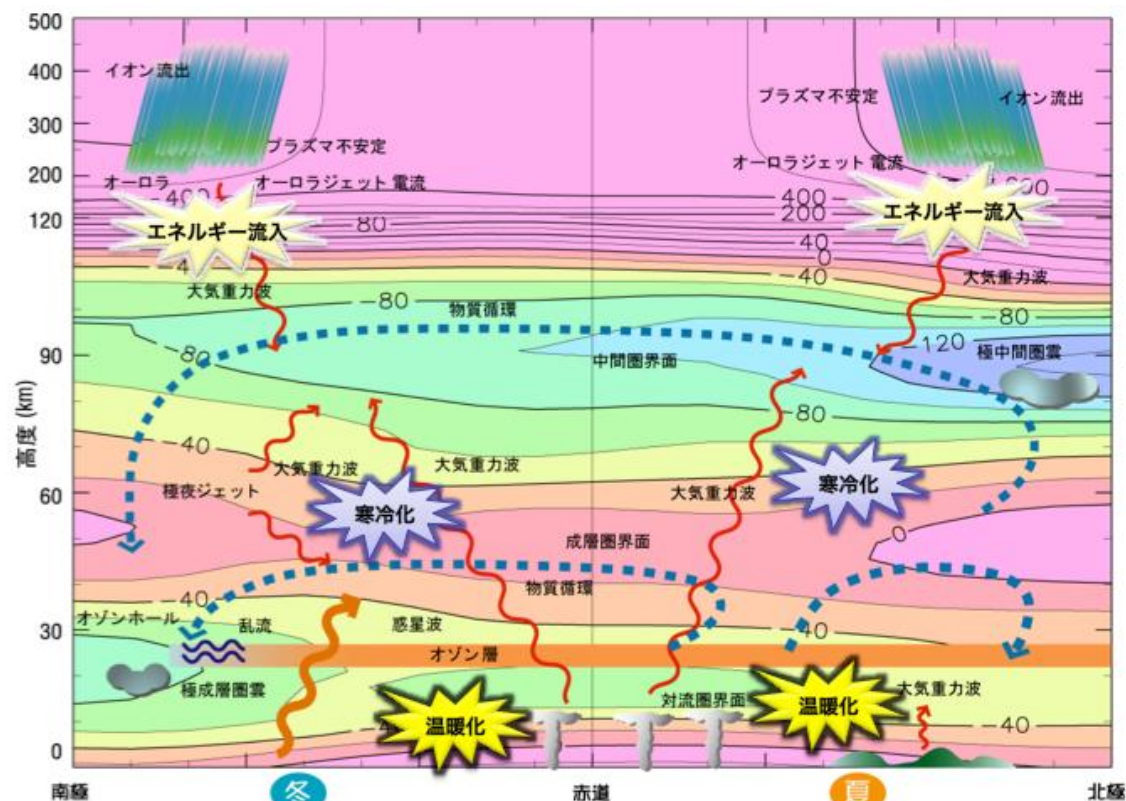 500
400
300
200
120
90
60
30
0
高度 (km)
イオン流出
プラズマ不安定
イオン流出
プラズマ不安定
オーロラ
オーロラジェット電流
オーロラジェット電流
400
200
80
40
0
エネルギー流入
エネルギー流入
大気重力波
大気重力波
-40
-80
-80
物質循環
80
中間圏界面
120
極中間圏雲
-80
-40
大気重力波
大気重力波
大気重力波
極夜ジェット
寒冷化
寒冷化
0
成層圏界面
物質循環
40
40
オゾンホール
乱流
惑星波
オゾン層
極成層圏雲
対流圏界面
大気重力波
温暖化
温暖化
-40
南極
冬
赤道
夏
北極